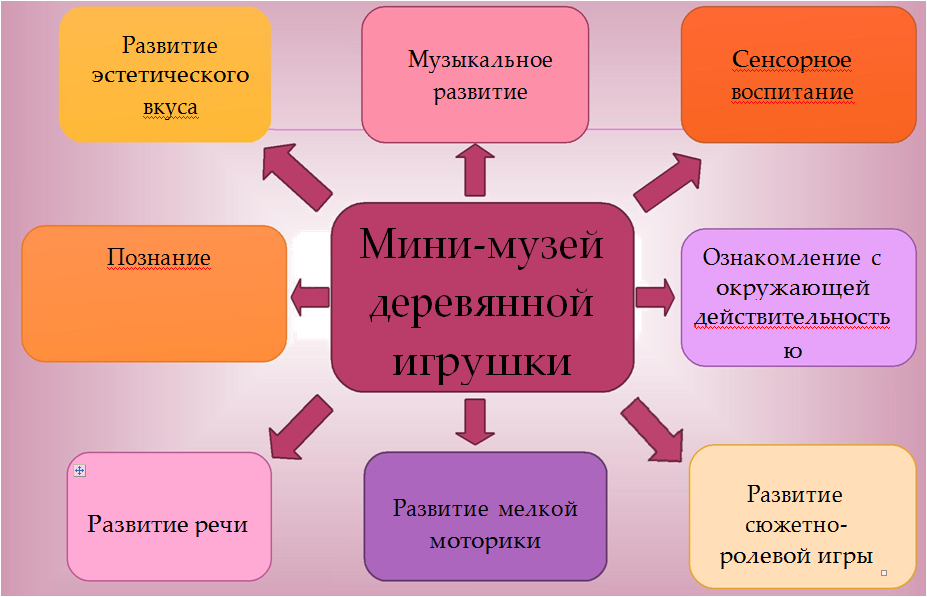 Развитие
эстетического
вкуса
Музыкальное
развитие
Сенсорное
воспитание
Познание
Мини-музей
деревянной
игрушки
Ознакомление с
окружающей
действительность
ю
Развитие речи
Развитие мелкой
моторики
Развитие
сюжетно-
ролевой игры